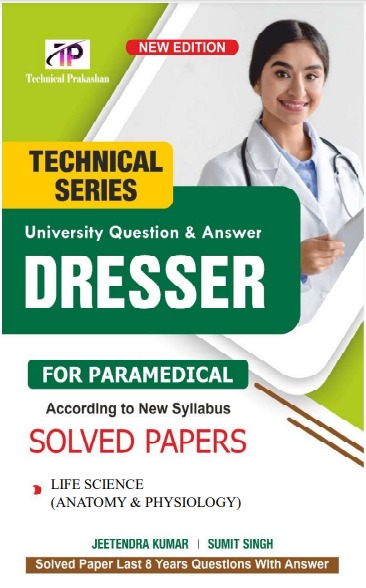 TP
Technical Prakashan
NEW EDITION
TECHNICAL
SERIES
University Question & Answer
DRESSER
FOR PARAMEDICAL
According to New Syllabus
SOLVED PAPERS
LIFE SCIENCE
(ANATOMY & PHYSIOLOGY)
JEETENDRA KUMAR | SUMIT SINGH
Solved Paper Last 8 Years Questions With Answer